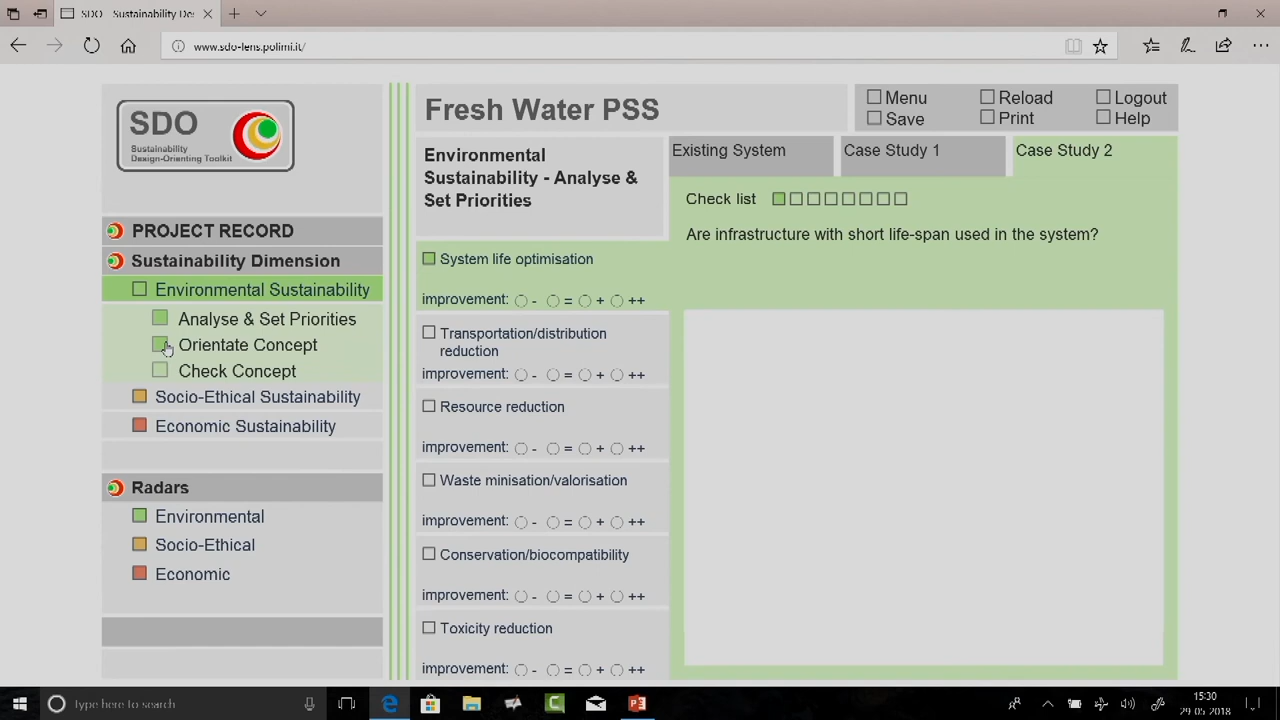 SDO - Sustainability De
www.sdo-lens.polimi.it/
SDO
Sustainability
Design-Orienting Toolkit
Fresh Water PSS
Menu
Reload
Logout
Save
Print
Help
Environmental
Sustainability - Analyse &
Set Priorities
Existing System
Case Study 1
Case Study 2
Check list
Are infrastructure with short life-span used in the system?
PROJECT RECORD
Sustainability Dimension
Environmental Sustainability
Analyse & Set Priorities
Orientate Concept
Check Concept
Socio-Ethical Sustainability
Economic Sustainability
Radars
Environmental
Socio-Ethical
Economic
System life optimisation
improvement: - = + ++
Transportation/distribution
reduction
improvement: - = + ++
Resource reduction
improvement: - = + ++
Waste minisation/valorisation
improvement: - = + ++
Conservation/biocompatibility
improvement: - = + ++
Toxicity reduction
improvement: - = + ++
Type here to search
15:30
29.05.2018